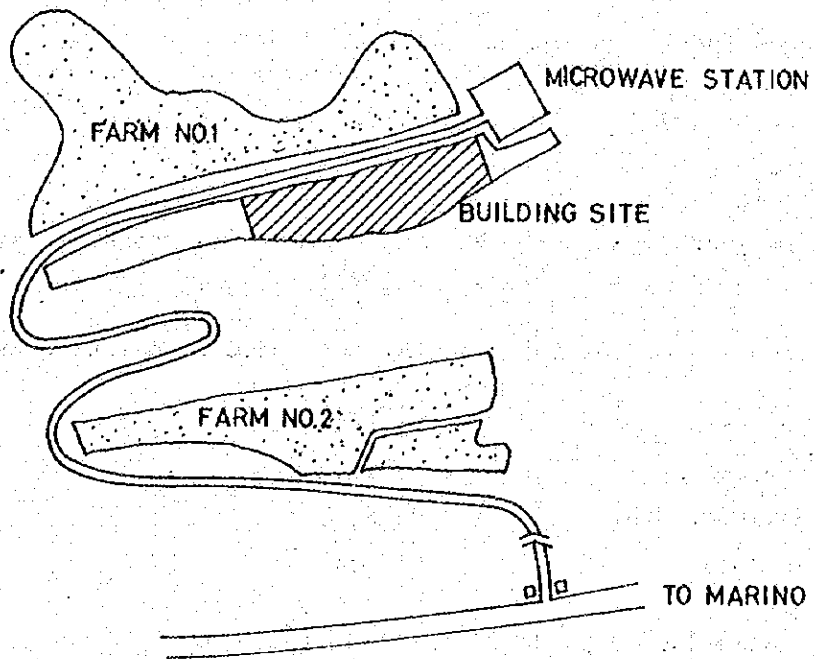 MICROWAVE STATION
FARM NO.1
BUILDING SITE
FARM NO.2
TO MARINO